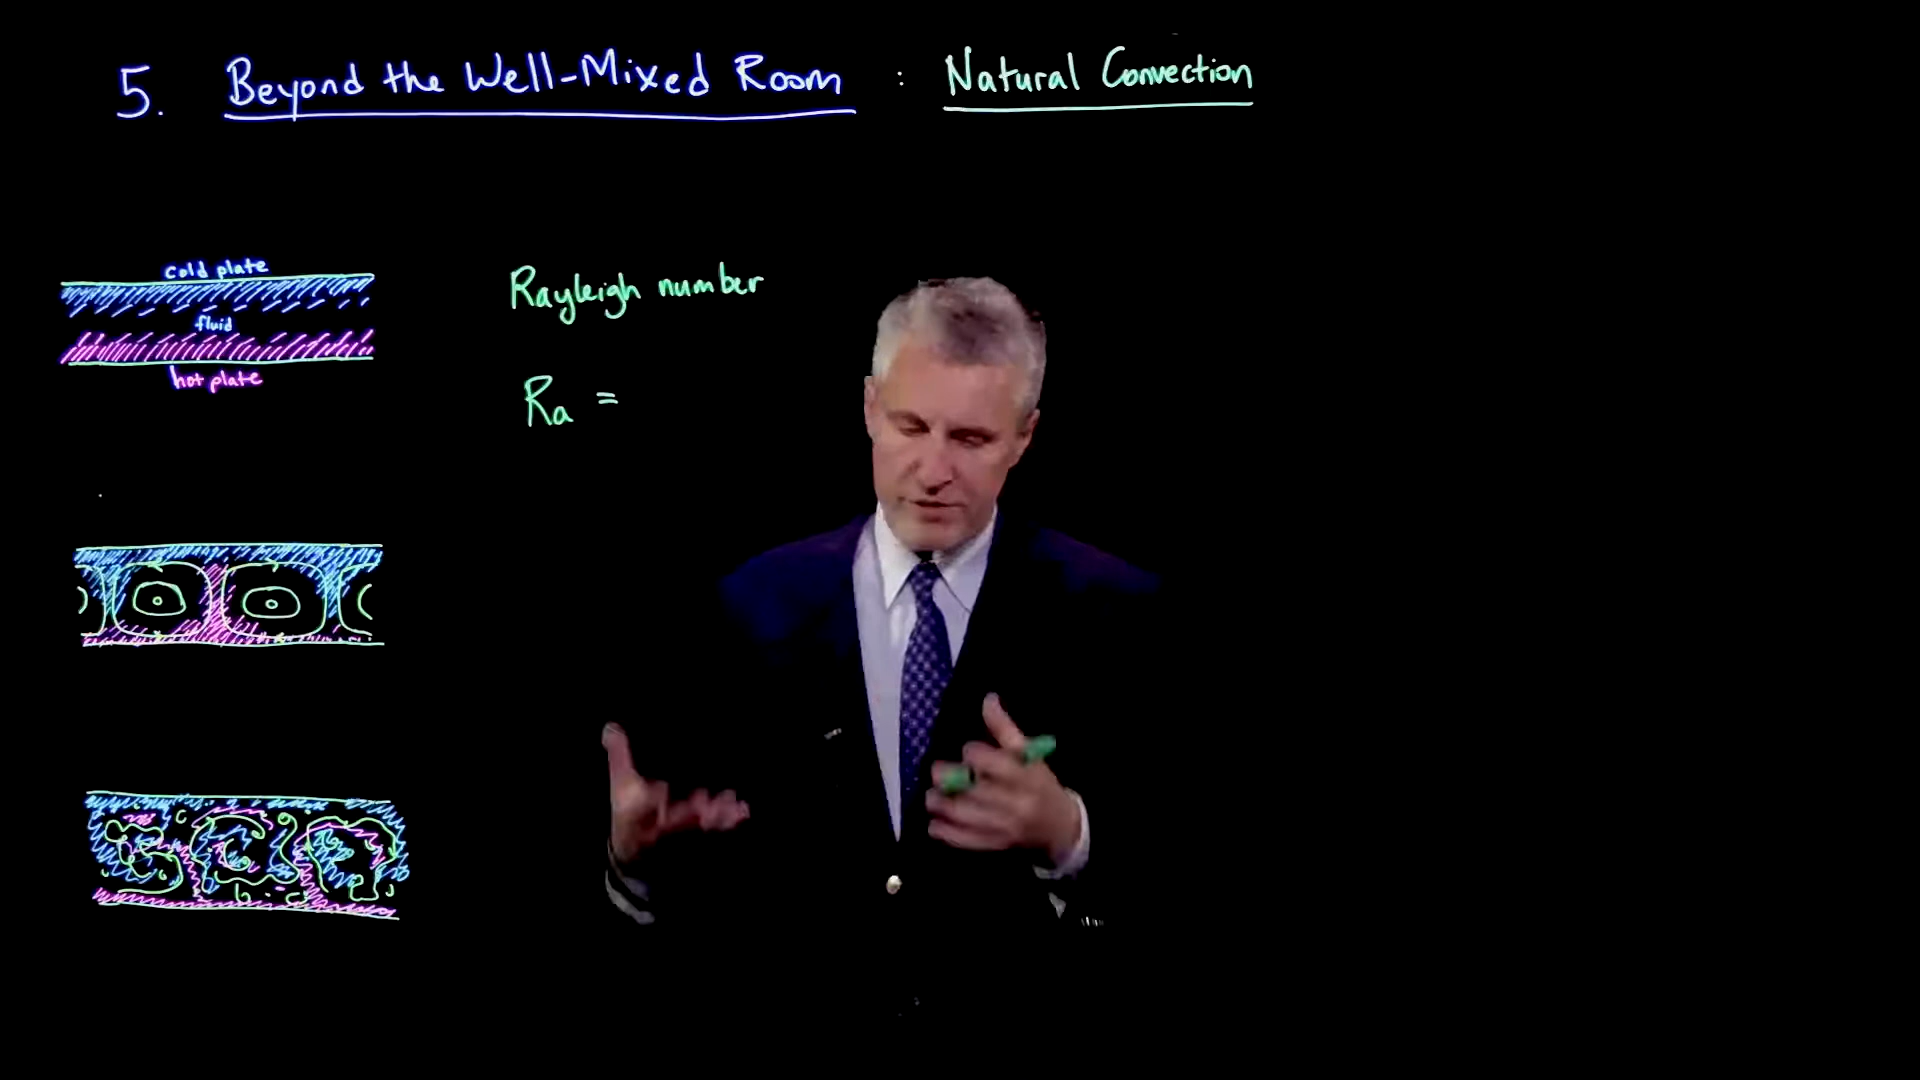 5. Beyond the Well-Mixed Room : Natural Convection
cold plate
fluid
hot plate
Rayleigh number
Ra =